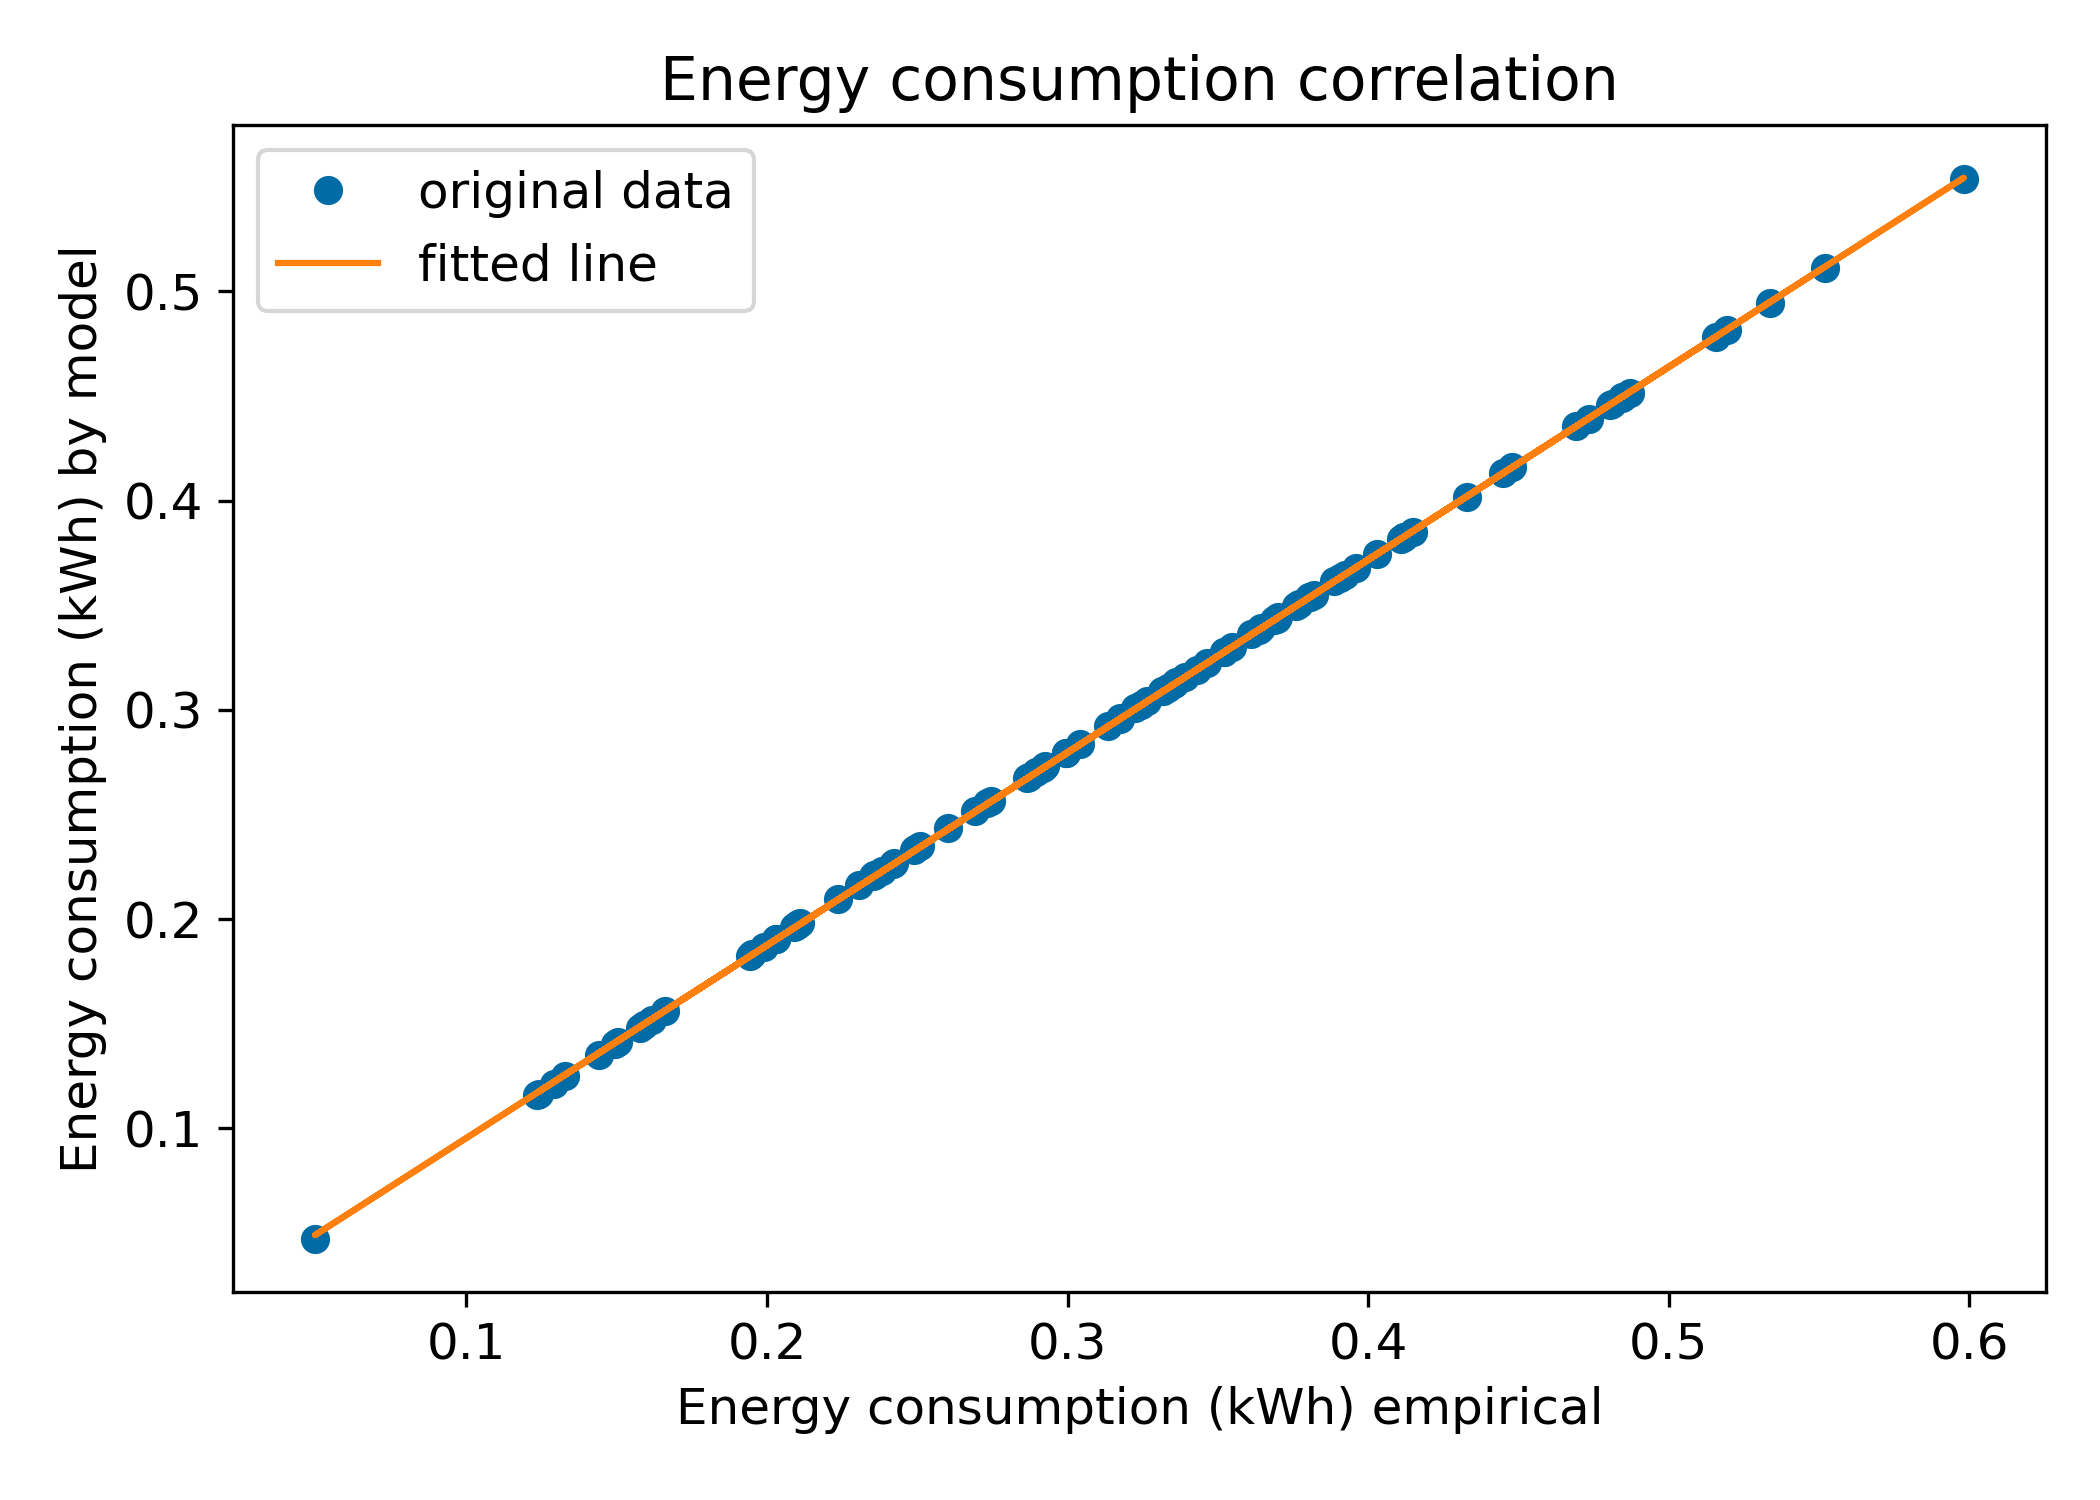 Energy consumption correlation
original data
fitted line
Energy consumption (kWh) by model
0.5
0.4
0.3
0.2
0.1
0.1 0.2 0.3 0.4 0.5 0.6
Energy consumption (kWh) empirical